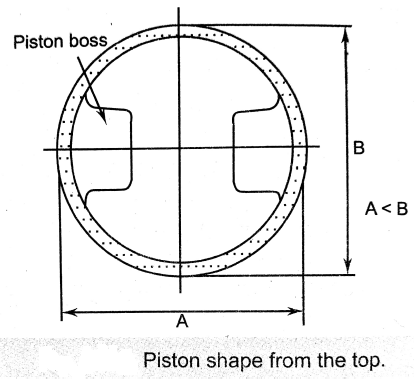 Piston boss
B
A < B
A
Piston shape from the top.